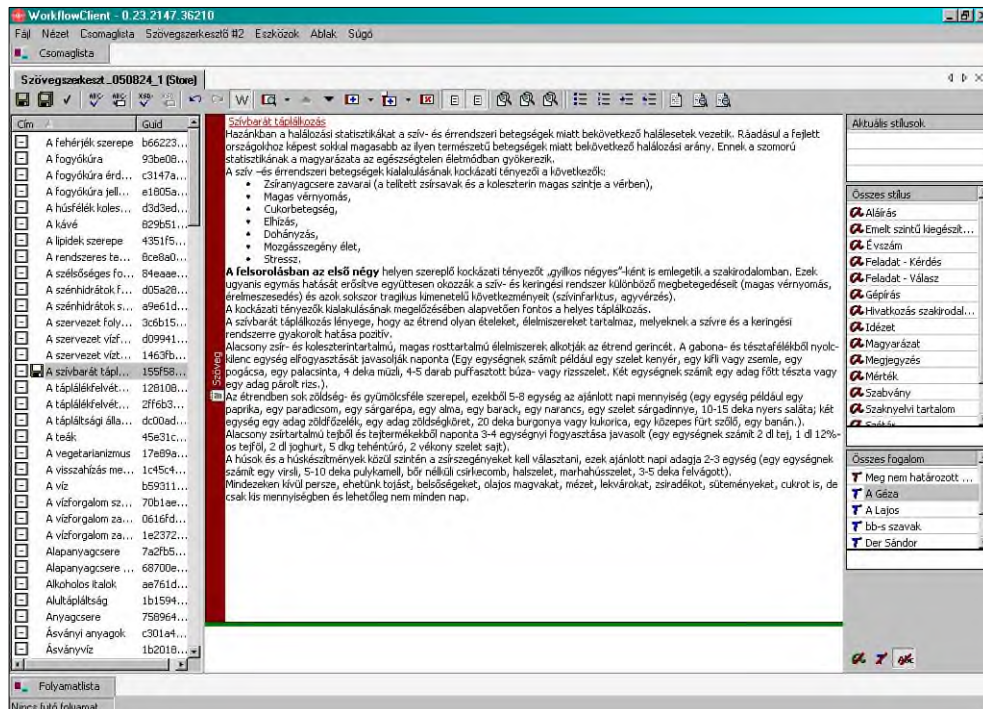 WorkflowClient - 0.23.2147.36210
Fájl Nézet Csomaglista Szövegszerkesztő #2 Eszközök Ablak Súgó
Csomaglista
Szövegszerkeszt_050824_1 (Store)
Cím Guid
A fehérjék szerepe b66223...
A fogyókúra 93be08...
A fogyókúra érd... c3147a...
A fogyókúra jell... e1805a...
A húsfélék koles... d3d3ed...
A kávé 829b51...
A lipidek szerepe 4351f5...
A rendszeres te... 6ce8a0...
A szélsőséges fo... 84eaae...
A szénhidrátok f... d05a28...
A szénhidrátok s... a9e61d...
A szervezet foly... 3c6b15...
A szervezet vízf... d09941...
A szervezet vízt... 1463fb...
A szívbarát tápl... 155f58...
A táplálékfelvét... 128108...
A táplálékfelvét... 2ff6b3...
A tápláltsági álla... dc00ad...
A teák 45e31c...
A vegetarianizmus 17e89a...
A visszahízás me... 1c45c4...
A víz b59311...
A vízforgalom sz... 70b1ae...
A vízforgalom za... 0616fd...
A vízforgalom za... 1e2372...
Alapanyagcsere 7a2fb5...
Alapanyagcsere ... 68700e...
Alkoholos italok ae761d...
Alultápláltság 1b1594...
Anyagcsere 758964...
Ásványi anyagok c301a4...
Ásványvíz 1b2018...
Szöveg
Szívbarát táplálkozás
Hazánkban a halálozási statisztikákat a szív- és érrendszeri betegségek miatt bekövetkező halálesetek vezetik. Ráadásul a fejlett
országokhoz képest sokkal magasabb az ilyen természetű betegségek miatt bekövetkező halálozási arány. Ennek a szomorú
statisztikának a magyarázata az egészségtelen életmódban gyökerezik.
A szív –és érrendszeri betegségek kialakulásának kockázati tényezői a következők:
• Zsíranyagcsere zavarai (a telített zsírsavak és a koleszterin magas szintje a vérben),
• Magas vérnyomás,
• Cukorbetegség,
• Elhízás,
• Dohányzás,
• Mozgásszegény élet,
• Stressz.
A felsorolásban az első négy helyen szereplő kockázati tényezőt „gyilkos négyes”-ként is emlegetik a szakirodalomban. Ezek
ugyanis egymás hatását erősítve együttesen okozzák a szív- és keringési rendszer különböző megbetegedéseit (magas vérnyomás,
érelmeszesedés) és azok sokszor tragikus kimenetelű következményeit (szívinfarktus, agyvérzés).
A kockázati tényezők kialakulásának megelőzésében alapvetően fontos a helyes táplálkozás.
A szívbarát táplálkozás lényege, hogy az étrend olyan ételeket, élelmiszereket tartalmaz, melyeknek a szívre és a keringési
rendszerre gyakorolt hatása pozitív.
Alacsony zsír- és koleszterintartalmú, magas rosttartalmú élelmiszerek alkotják az étrend gerincét. A gabona- és tésztafélékből nyolc-
kilenc egység elfogyasztását javasolják naponta (Egy egységnek számít például egy szelet kenyér, egy kifli vagy zsemle, egy
pogácsa, egy palacsinta, 4 deka müzli, 4-5 darab puffasztott búza- vagy rizsszelet. Két egységnek számít egy adag főtt tészta vagy
egy adag párolt rizs.).
Az étrendben sok zöldség- és gyümölcsféle szerepel, ezekből 5-8 egység az ajánlott napi mennyiség (egy egység például egy
paprika, egy paradicsom, egy sárgarépa, egy alma, egy barack, egy narancs, egy szelet sárgadinnye, 10-15 deka nyers saláta; két
egység egy adag zöldfőzelék, egy adag zöldségköret, 20 deka burgonya vagy kukorica, egy közepes fürt szőlő, egy banán.).
Alacsony zsírtartalmú tejből és tejtermékekből naponta 3-4 egységnyi fogyasztása javasolt (egy egységnek számít 2 dl tej, 1 dl 12%-
os tejföl, 2 dl joghurt, 5 dkg tehéntúró, 2 vékony szelet sajt).
A húsok és a húskészítmények közül szintén a zsírszegényeket kell választani, ezek ajánlott napi adagja 2-3 egység (egy egységnek
számít egy virsli, 5-10 deka pulykamell, bőr nélküli csirkecomb, halszelet, marhahússzelet, 3-5 deka felvágott).
Mindezeken kívül persze, ehetünk tojást, belsőségeket, olajos magvakat, mézet, lekvárokat, zsiradékot, süteményeket, cukrot is, de
csak kis mennyiségben és lehetőleg nem minden nap.
Aktuális stílusok
Összes stílus
Aláírás
Emelt szintű kiegészít...
Évszám
Feladat - Kérdés
Feladat - Válasz
Gépírás
Hivatkozás szakirodal...
Idézet
Magyarázat
Megjegyzés
Mérték
Szabvány
Szaknyelvi tartalom
Szótár
Összes fogalom
Meg nem határozott ...
A Géza
A Lajos
bb-s szavak
Der Sándor
Folyamatlista
Nincs futó folyamat